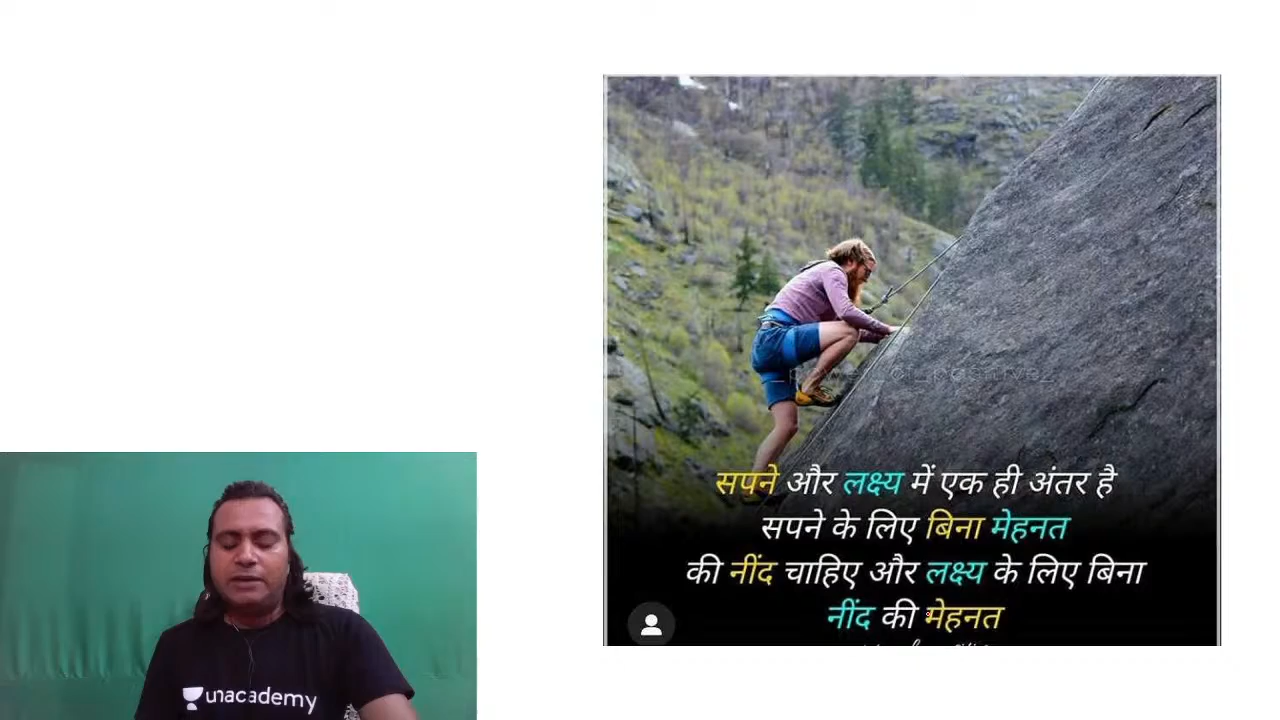 सपने और लक्ष्य में एक ही अंतर है
सपने के लिए बिना मेहनत
की नींद चाहिए और लक्ष्य के लिए बिना
नींद की मेहनत
unacademy